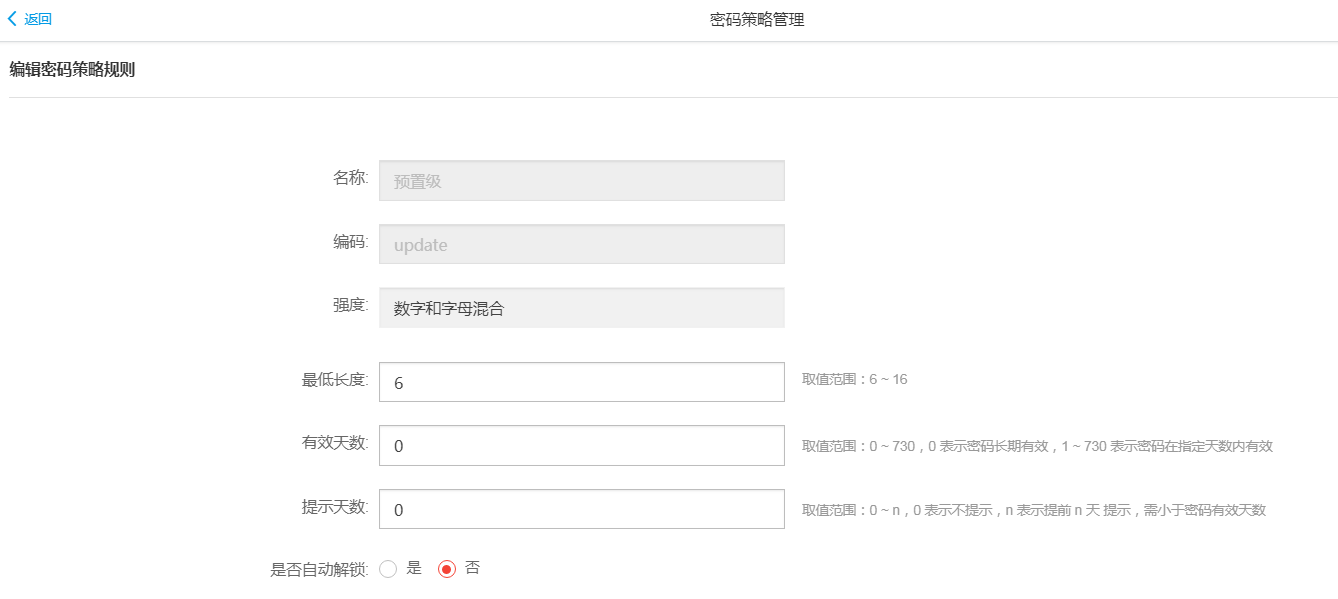 返回
密码策略管理
编辑密码策略规则
名称: 预置级
编码: update
强度: 数字和字母混合
最低长度: 6 取值范围：6 ~ 16
有效天数: 0 取值范围：0 ~ 730，0 表示密码长期有效，1 ~ 730 表示密码在指定天数内有效
提示天数: 0 取值范围：0 ~ n，0 表示不提示，n 表示提前 n 天 提示，需小于密码有效天数
是否自动解锁: 是 否